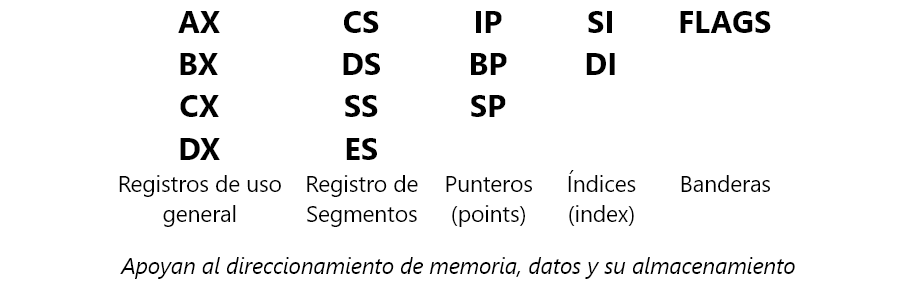 AX CS IP SI FLAGS
BX DS BP DI
CX SS SP
DX ES
Registros de uso general
Registro de Segmentos
Punteros (points)
Índices (index)
Banderas
Apoyan al direccionamiento de memoria, datos y su almacenamiento